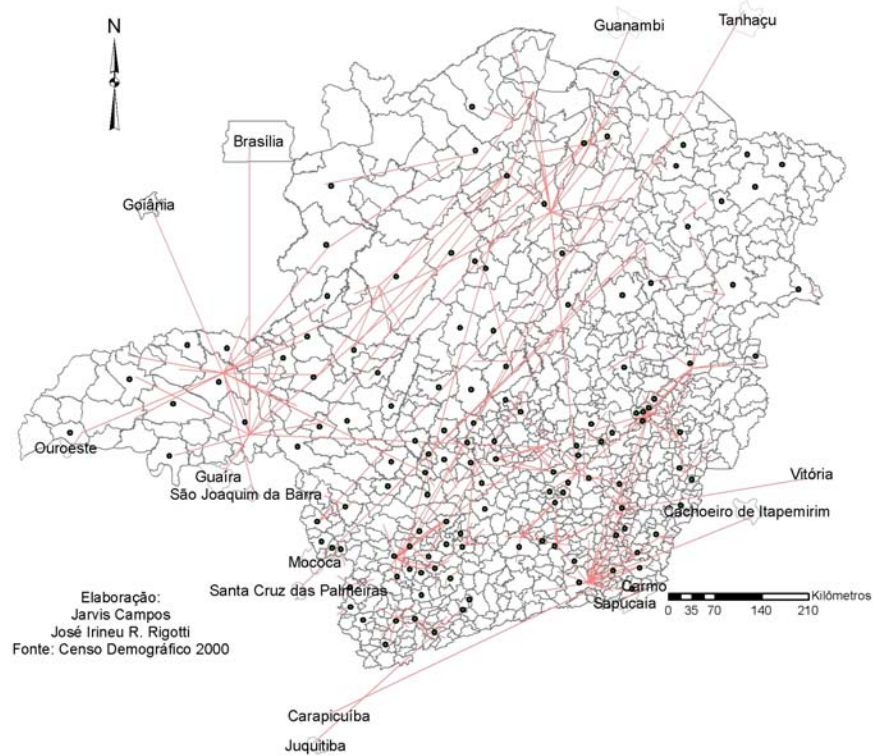 Guanambi
Tanhaçu
N
Brasília
Goiânia
Ouroeste
Guaíra
São Joaquim da Barra
Vitória
Cachoeiro de Itapemirim
Mococa
Santa Cruz das Palmeiras
Carmo
Sapucaia
Kilômetros
0 35 70 140 210
Elaboração:
Jarvis Campos
José Irineu R. Rigotti
Fonte: Censo Demográfico 2000
Carapicuíba
Juquitiba